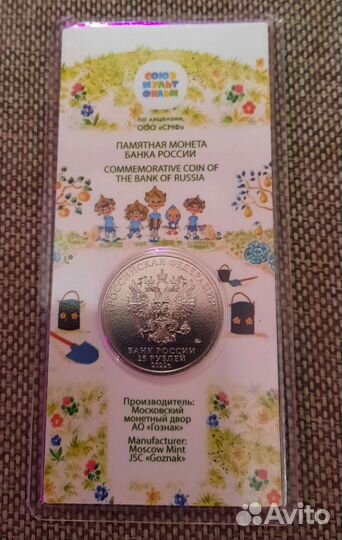 СОЮЗ
МУЛЬТ
ФИЛЬМ
по лицензии,
ООО «СМФ»
ПАМЯТНАЯ МОНЕТА
БАНКА РОССИИ
COMMEMORATIVE COIN OF
THE BANK OF RUSSIA
РОССИЙСКАЯ ФЕДЕРАЦИЯ
БАНК РОССИИ
25 РУБЛЕЙ
Производитель:
Московский
монетный двор
АО «Гознак»
Manufacturer:
Moscow Mint
JSC «Goznak»
Avito